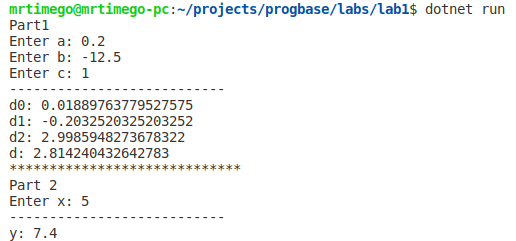 mrtimego@mrtimego-pc:~/projects/progbase/labs/lab1$ dotnet run
Part1
Enter a: 0.2
Enter b: -12.5
Enter c: 1
---------------------------
d0: 0.01889763779527575
d1: -0.2032520325203252
d2: 2.9985948273678322
d: 2.814240432642783
*****************************
Part 2
Enter x: 5
---------------------------
y: 7.4